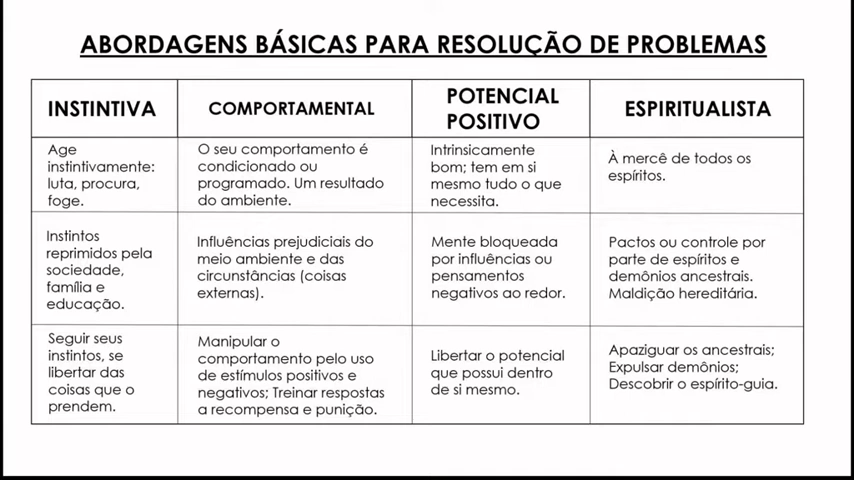 ABORDAGENS BÁSICAS PARA RESOLUÇÃO DE PROBLEMAS
INSTINTIVA
COMPORTAMENTAL
POTENCIAL
POSITIVO
ESPIRITUALISTA
Age
instintivamente:
luta, procura,
foge.
O seu comportamento é
condicionado ou
programado. Um resultado
do ambiente.
Intrinsicamente
bom; tem em si
mesmo tudo o que
necessita.
À mercê de todos os
espíritos.
Instintos
reprimidos pela
sociedade,
família e
educação.
Influências prejudiciais do
meio ambiente e das
circunstâncias (coisas
externas).
Mente bloqueada
por influências ou
pensamentos
negativos ao redor.
Pactos ou controle por
parte de espíritos e
demônios ancestrais.
Maldição hereditária.
Seguir seus
instintos, se
libertar das
coisas que o
prendem.
Manipular o
comportamento pelo uso
de estímulos positivos e
negativos; Treinar respostas
a recompensa e punição.
Libertar o potencial
que possui dentro
de si mesmo.
Apaziguar os ancestrais;
Expulsar demônios;
Descobrir o espírito-guia.